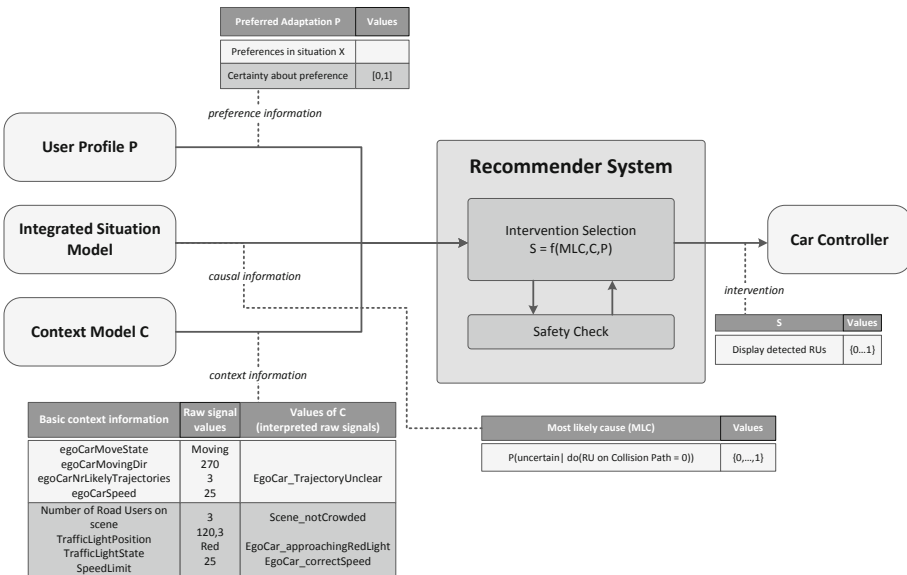 Preferred Adaptation P Values
Preferences in situation X
Certainty about preference [0,1]
preference information
User Profile P
Integrated Situation
Model
causal information
Context Model C
context information
Recommender System
Intervention Selection
S = f(MLC,C,P)
Safety Check
Car Controller
intervention
S Values
Display detected RUs {0...1}
Most likely cause (MLC) Values
P(uncertain| do(RU on Collision Path = 0)) {0,...,1}
Basic context information Raw signal values Values of C (interpreted raw signals)
egoCarMoveState Moving
egoCarMovingDir 270
egoCarNrLikelyTrajectories 3 EgoCar_TrajectoryUnclear
egoCarSpeed 25
Number of Road Users on
scene 3 Scene_notCrowded
TrafficLightPosition 120,3
TrafficLightState Red EgoCar_approachingRedLight
SpeedLimit 25 EgoCar_correctSpeed